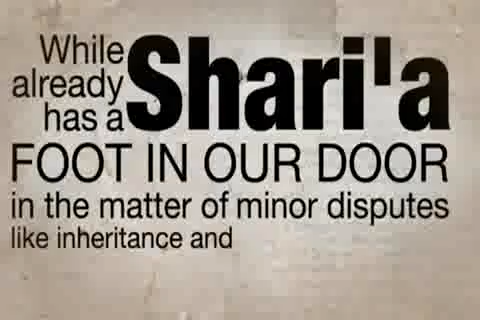 While
already
has a
Shari'a
FOOT IN OUR DOOR
in the matter of minor disputes
like inheritance and